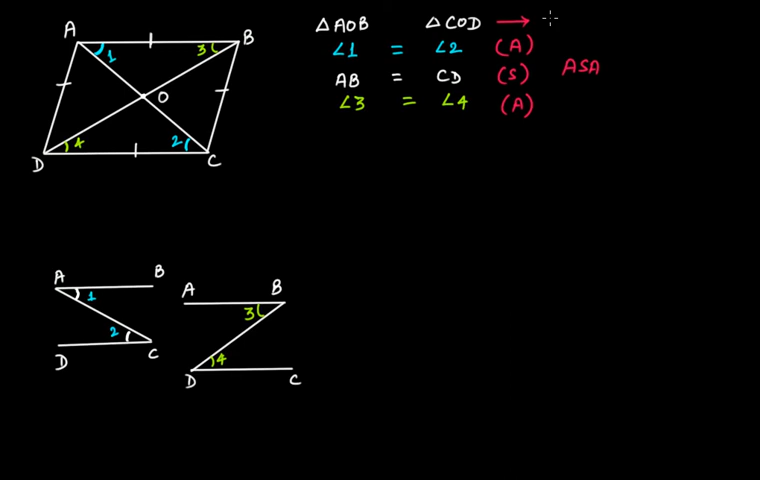 △AOB △COD →
∠1 = ∠2 (A)
AB = CD (S) ASA
∠3 = ∠4 (A)
A B
1 3
O
4 2
D C
A B
1
2
D C
A B
3
4
D C